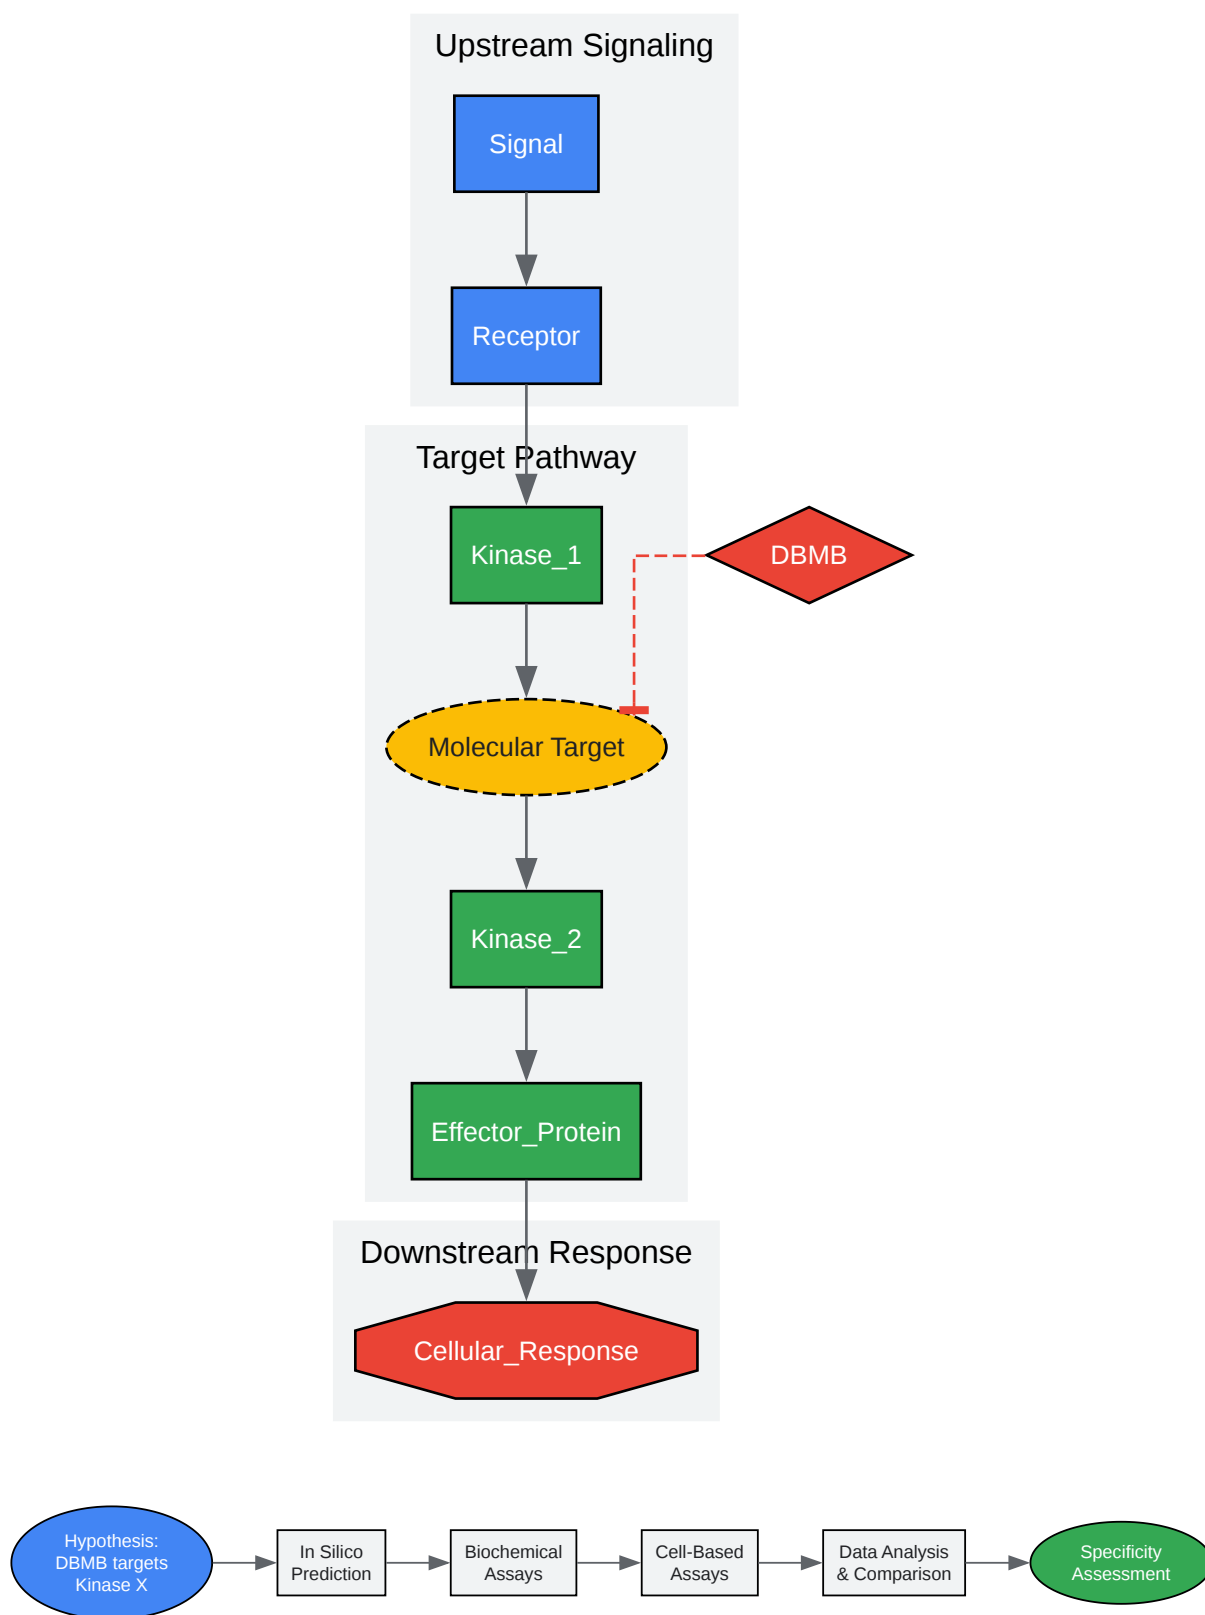 Upstream Signaling
Signal
Receptor
Target Pathway
Kinase_1
DBMB
Molecular Target
Kinase_2
Effector_Protein
Downstream Response
Cellular_Response
Hypothesis:
DBMB targets
Kinase X
In Silico
Prediction
Biochemical
Assays
Cell-Based
Assays
Data Analysis
& Comparison
Specificity
Assessment